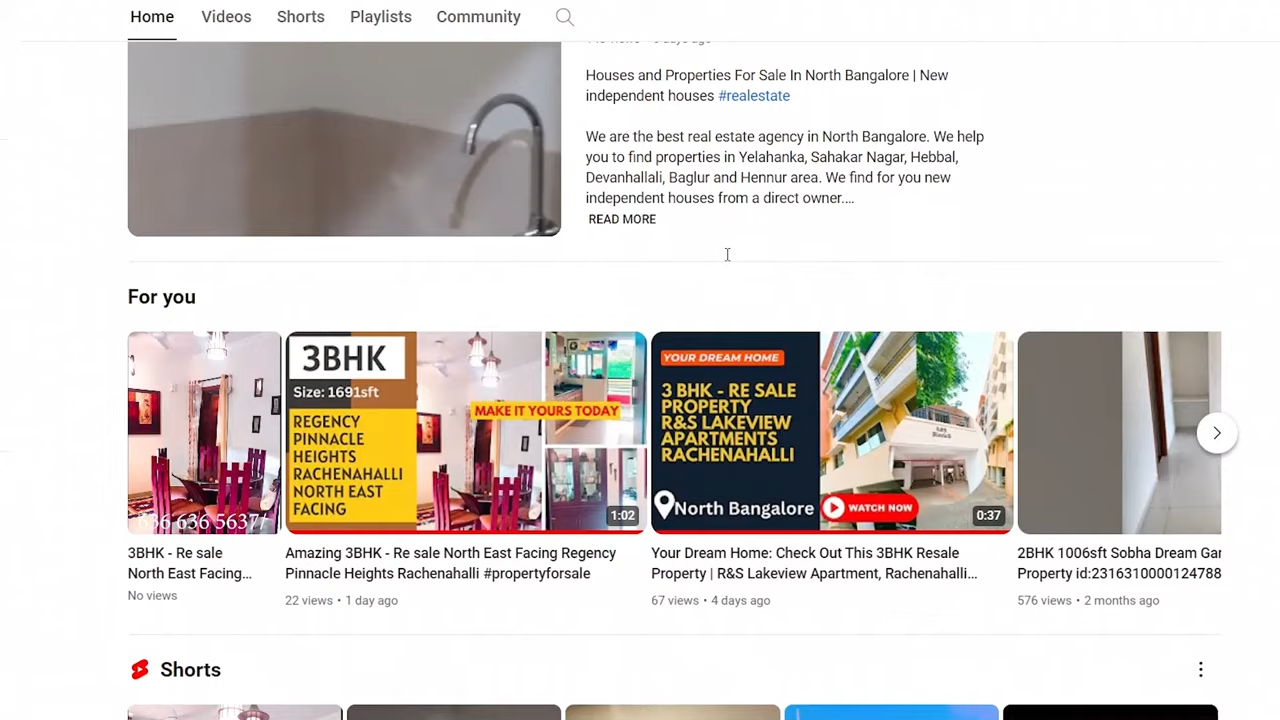 Home Videos Shorts Playlists Community
Houses and Properties For Sale In North Bangalore | New
independent houses #realestate
We are the best real estate agency in North Bangalore. We help
you to find properties in Yelahanka, Sahakar Nagar, Hebbal,
Devanhallali, Baglur and Hennur area. We find for you new
independent houses from a direct owner....
READ MORE
For you
636 636 5637/
3BHK - Re sale
North East Facing...
No views
3BHK
Size: 1691sft
REGENCY
PINNACLE
HEIGHTS
RACHENAHALLI
NORTH EAST
FACING
MAKE IT YOURS TODAY
1:02
Amazing 3BHK - Re sale North East Facing Regency
Pinnacle Heights Rachenahalli #propertyforsale
22 views • 1 day ago
YOUR DREAM HOME
3 BHK - RE SALE
PROPERTY
R&S LAKEVIEW
APARTMENTS
RACHENAHALLI
North Bangalore
WATCH NOW
0:37
Your Dream Home: Check Out This 3BHK Resale
Property | R&S Lakeview Apartment, Rachenahalli...
67 views • 4 days ago
2BHK 1006sft Sobha Dream Gar
Property id:2316310000124788
576 views • 2 months ago
Shorts